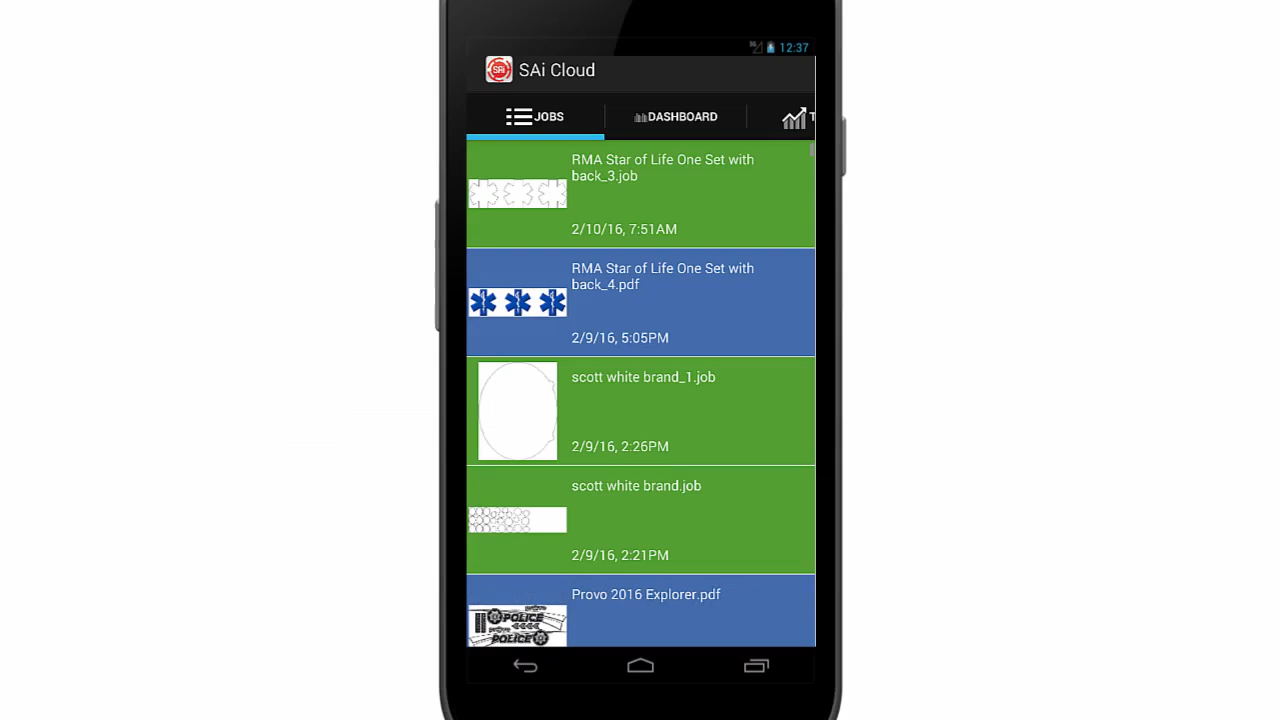 12:37
SAi
SAi Cloud
JOBS
DASHBOARD
T
RMA Star of Life One Set with
back_3.job
2/10/16, 7:51AM
RMA Star of Life One Set with
back_4.pdf
2/9/16, 5:05PM
scott white brand_1.job
2/9/16, 2:26PM
scott white brand.job
2/9/16, 2:21PM
Provo 2016 Explorer.pdf
POLICE
POLICE